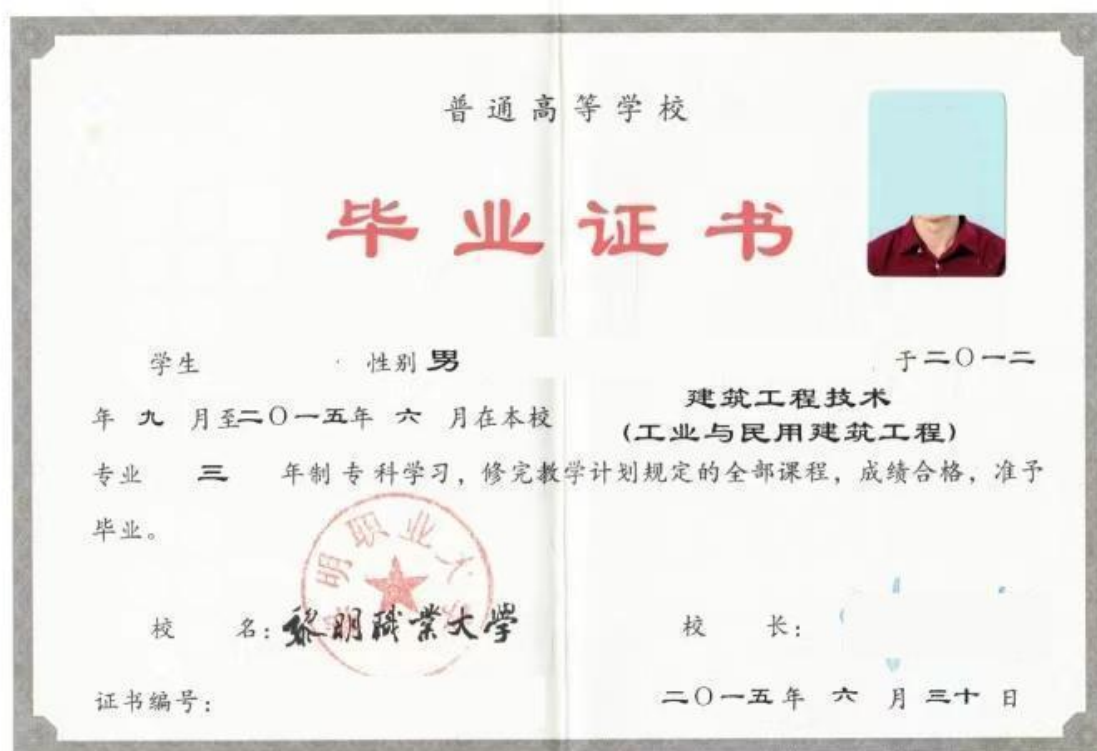 普通高等学校
毕业证书
学生 性别 男 于二〇一二
年 九 月至二〇一五年 六 月在本校 建筑工程技术
(工业与民用建筑工程)
专业 三 年制 专科学习，修完教学计划规定的全部课程，成绩合格，准予
毕业。
明职业大
校 名：黎明職業大學 校 长：
证书编号： 二〇一五年 六 月 三十 日